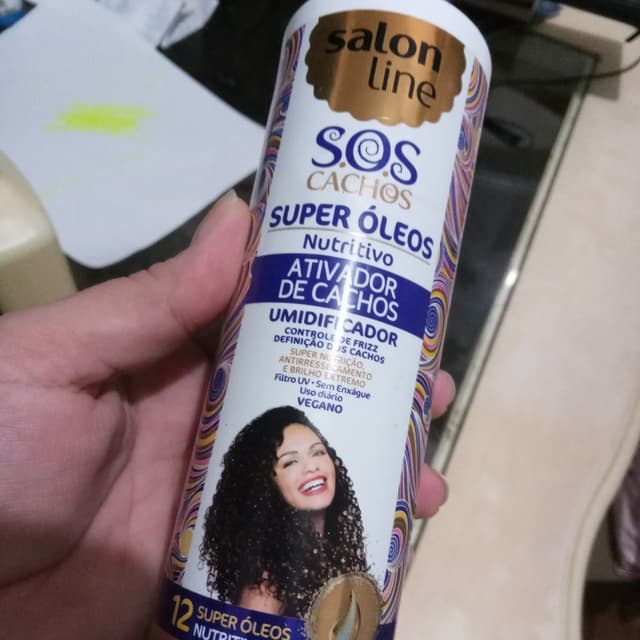 salon
line
S.O.S
CACHOS
SUPER ÓLEOS
Nutritivo
ATIVADOR
DE CACHOS
UMIDIFICADOR
CONTROLE DE FRIZZ
DEFINIÇÃO DOS CACHOS
SUPER NUTRIÇÃO,
ANTIRRESSECAMENTO
E BRILHO EXTREMO
Filtro UV • Sem Enxágue
Uso diário
VEGANO
12 SUPER ÓLEOS